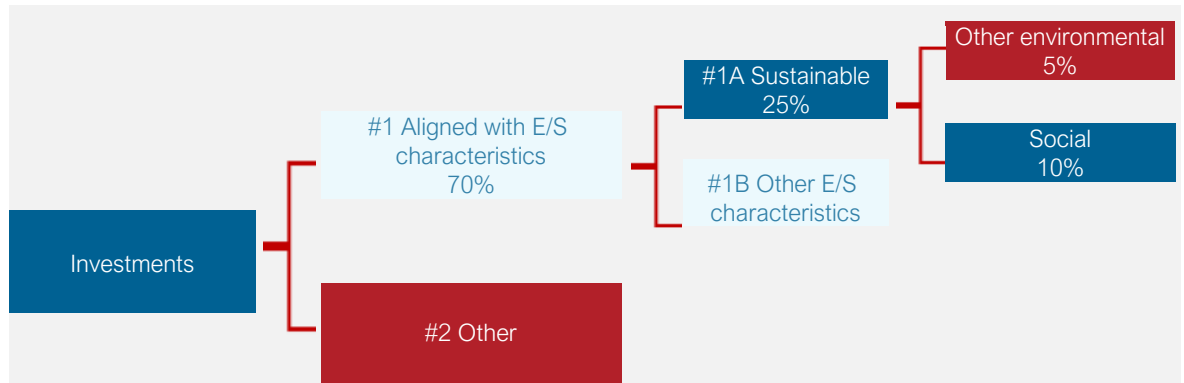 Investments
#1 Aligned with E/S
characteristics
70%
#2 Other
#1A Sustainable
25%
#1B Other E/S
characteristics
Other environmental
5%
Social
10%